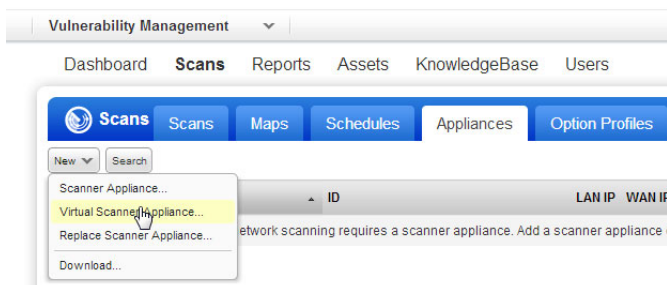 Vulnerability Management
Dashboard Scans Reports Assets KnowledgeBase Users
Scans Scans Maps Schedules Appliances Option Profiles
New Search
Scanner Appliance...
ID LAN IP WAN IP
Virtual Scanner Appliance...
Replace Scanner Appliance...
etwork scanning requires a scanner appliance. Add a scanner appliance
Download...